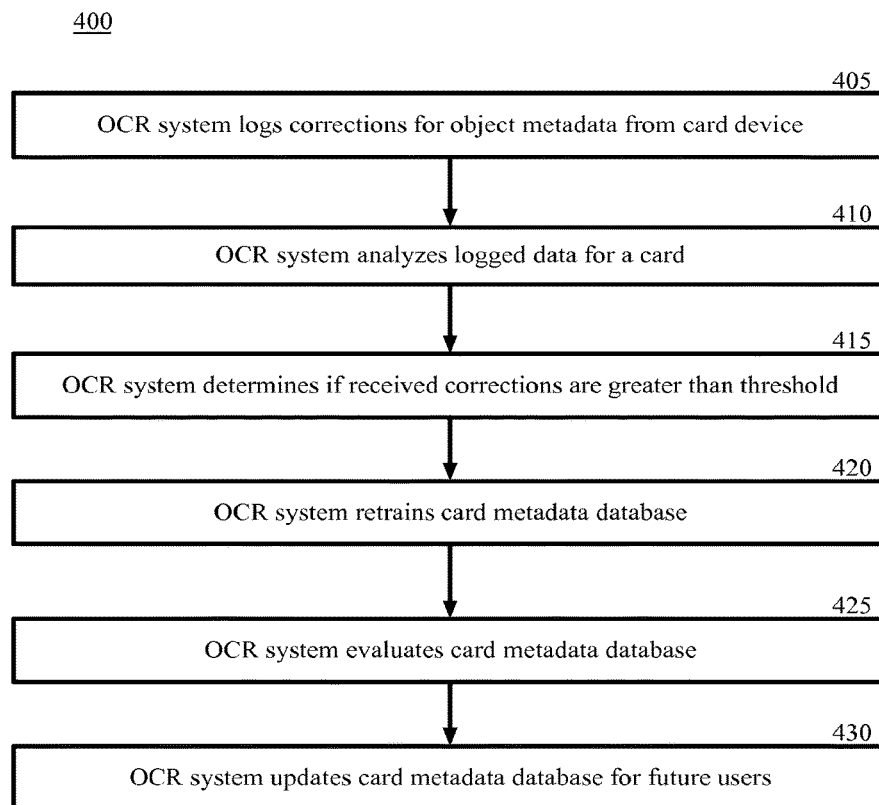 400
405
OCR system logs corrections for object metadata from card device
410
OCR system analyzes logged data for a card
415
OCR system determines if received corrections are greater than threshold
420
OCR system retrains card metadata database
425
OCR system evaluates card metadata database
430
OCR system updates card metadata database for future users